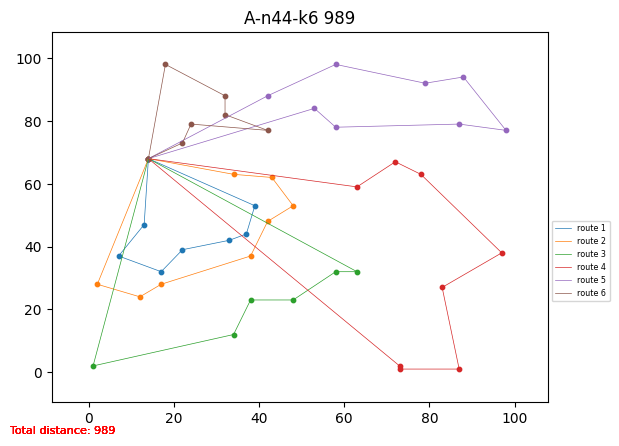 A-n44-k6 989
100
80
60
40
20
0
0 20 40 60 80 100
route 1
route 2
route 3
route 4
route 5
route 6
Total distance: 989